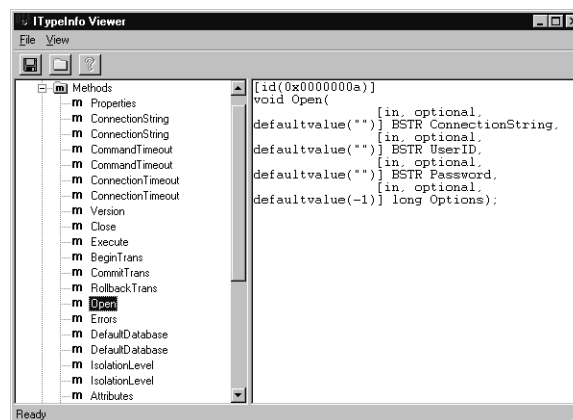 ITypeInfo Viewer
File View
Methods
m Properties
m ConnectionString
m ConnectionString
m CommandTimeout
m CommandTimeout
m ConnectionTimeout
m ConnectionTimeout
m Version
m Close
m Execute
m BeginTrans
m CommitTrans
m RollbackTrans
m Open
m Errors
m DefaultDatabase
m DefaultDatabase
m IsolationLevel
m IsolationLevel
m Attributes
[id(0x0000000a)]
void Open(
[in, optional,
defaultvalue("")] BSTR ConnectionString,
[in, optional,
defaultvalue("")] BSTR UserID,
[in, optional,
defaultvalue("")] BSTR Password,
[in, optional,
defaultvalue(-1)] long Options);
Ready